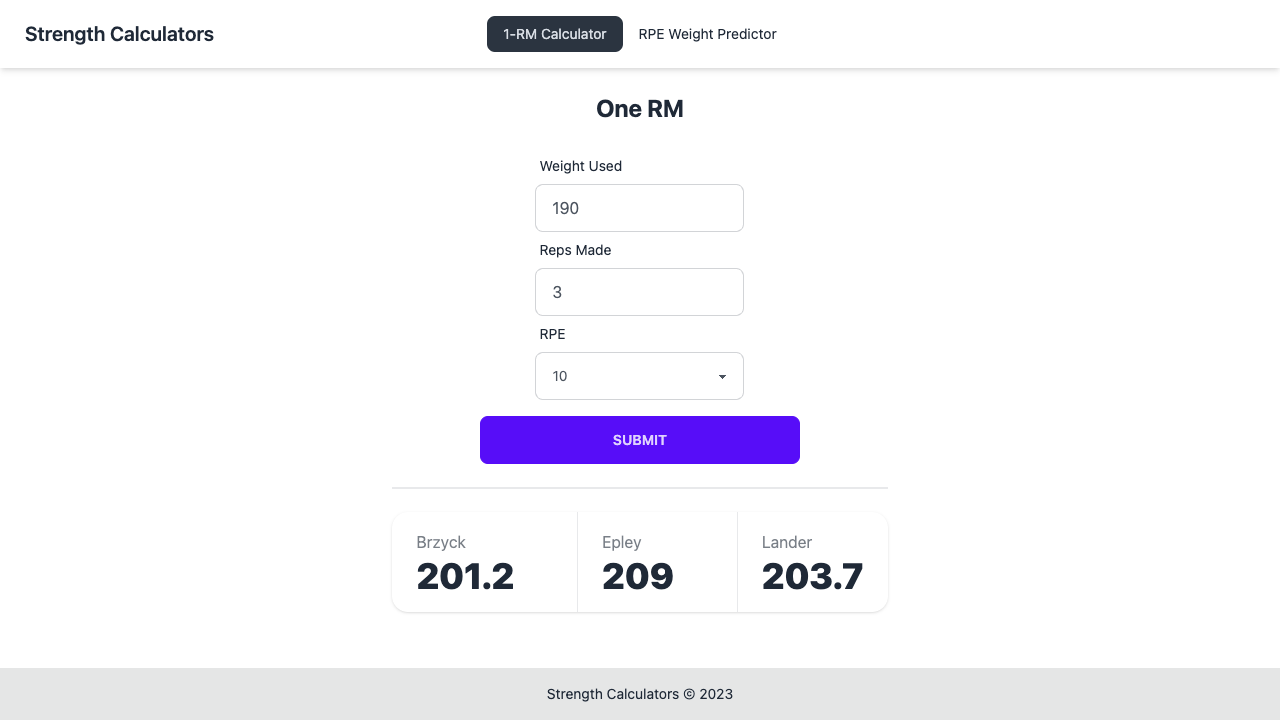 Strength Calculators
1-RM Calculator
RPE Weight Predictor
One RM
Weight Used
190
Reps Made
3
RPE
10
SUBMIT
Brzyck
201.2
Epley
209
Lander
203.7
Strength Calculators © 2023